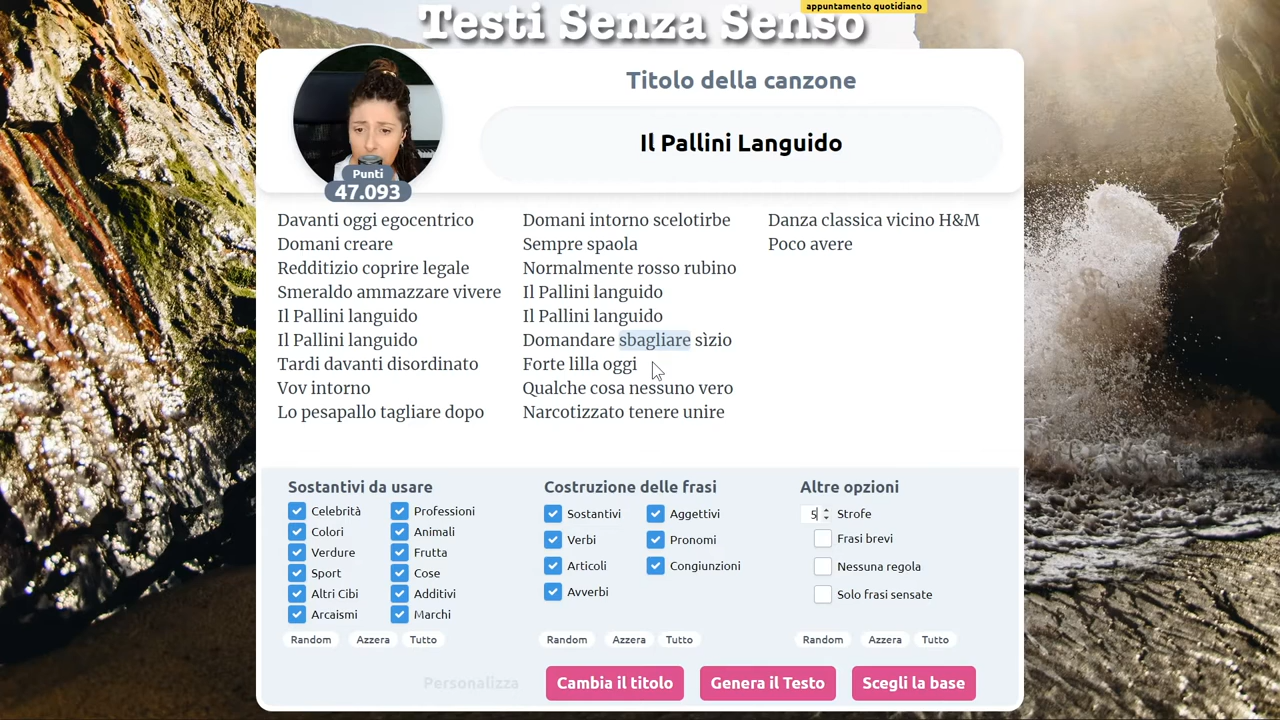 appuntamento quotidiano
Testi Senza Senso
Titolo della canzone
Il Pallini Languido
Punti
47.093
Davanti oggi egocentrico
Domani creare
Redditizio coprire legale
Smeraldo ammazzare vivere
Il Pallini languido
Il Pallini languido
Tardi davanti disordinato
Vov intorno
Lo pesapallo tagliare dopo
Domani intorno scelotirbe
Sempre spaola
Normalmente rosso rubino
Il Pallini languido
Il Pallini languido
Domandare sbagliare sìzio
Forte lilla oggi
Qualche cosa nessuno vero
Narcotizzato tenere unire
Danza classica vicino H&M
Poco avere
Sostantivi da usare
Celebrità
Professioni
Colori
Animali
Verdure
Frutta
Sport
Cose
Altri Cibi
Additivi
Arcaismi
Marchi
Random
Azzera
Tutto
Costruzione delle frasi
Sostantivi
Aggettivi
Verbi
Pronomi
Articoli
Congiunzioni
Avverbi
Random
Azzera
Tutto
Altre opzioni
5 Strofe
Frasi brevi
Nessuna regola
Solo frasi sensate
Random
Azzera
Tutto
Personalizza
Cambia il titolo
Genera il Testo
Scegli la base